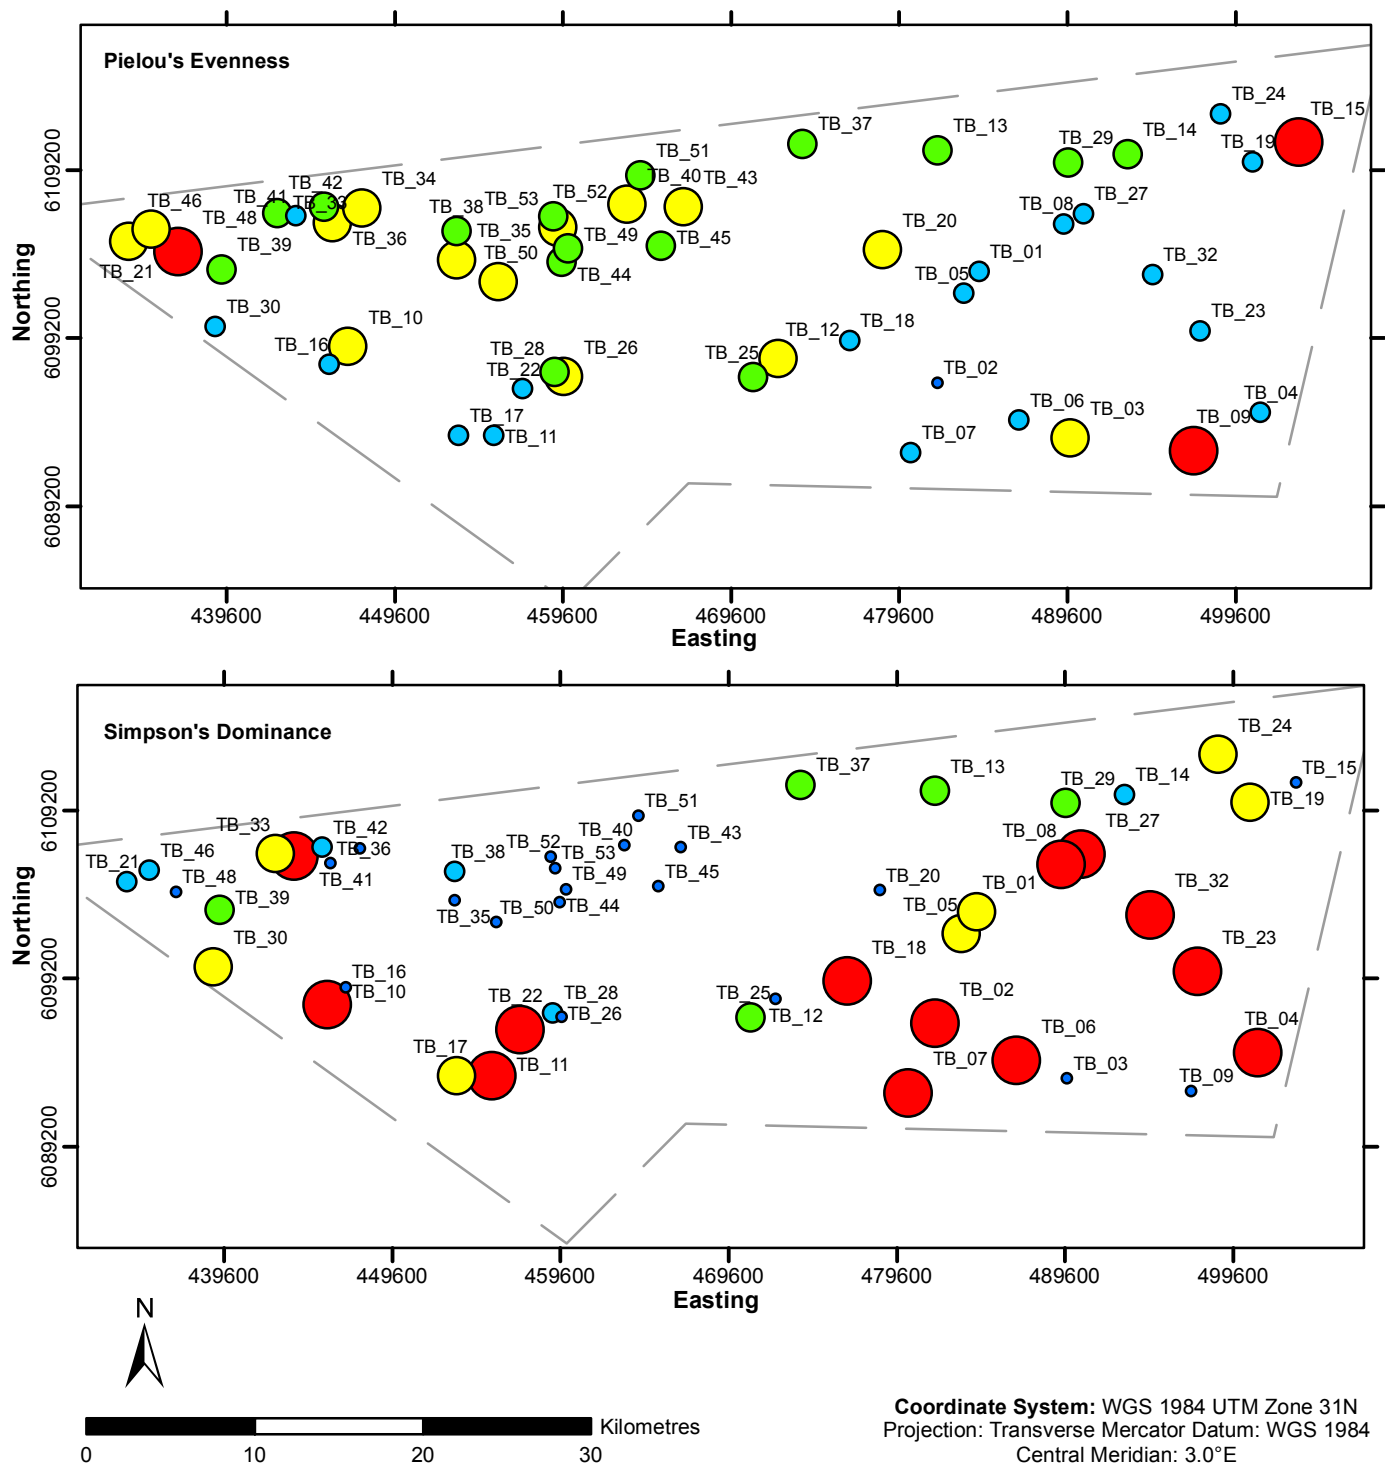 Pielou's Evenness
TB_24
TB_15
TB_37
TB_13
TB_29
TB_14
TB_19
TB_51
TB_40
TB_43
TB_42
TB_34
TB_41
TB_33
TB_46
TB_48
TB_38
TB_53
TB_52
TB_27
TB_08
TB_36
TB_39
TB_35
TB_49
TB_45
TB_20
TB_21
TB_50
TB_44
TB_01
TB_05
TB_32
TB_30
TB_10
TB_16
TB_12
TB_18
TB_23
TB_28
TB_26
TB_25
TB_22
TB_02
TB_17
TB_11
TB_06
TB_03
TB_04
TB_09
TB_07
6109200
6099200
6089200
Northing
439600 449600 459600 469600 479600 489600 499600
Easting
Simpson's Dominance
TB_24
TB_37
TB_13
TB_29
TB_14
TB_15
TB_19
TB_51
TB_33
TB_42
TB_36
TB_52
TB_40
TB_43
TB_27
TB_08
TB_21
TB_46
TB_48
TB_41
TB_38
TB_53
TB_49
TB_45
TB_20
TB_01
TB_39
TB_35
TB_50
TB_44
TB_05
TB_32
TB_30
TB_16
TB_10
TB_18
TB_23
TB_22
TB_28
TB_26
TB_25
TB_12
TB_02
TB_06
TB_04
TB_17
TB_11
TB_07
TB_03
TB_09
6109200
6099200
6089200
Northing
439600 449600 459600 469600 479600 489600 499600
Easting
N
Kilometres
0 10 20 30
Coordinate System: WGS 1984 UTM Zone 31N
Projection: Transverse Mercator Datum: WGS 1984
Central Meridian: 3.0°E